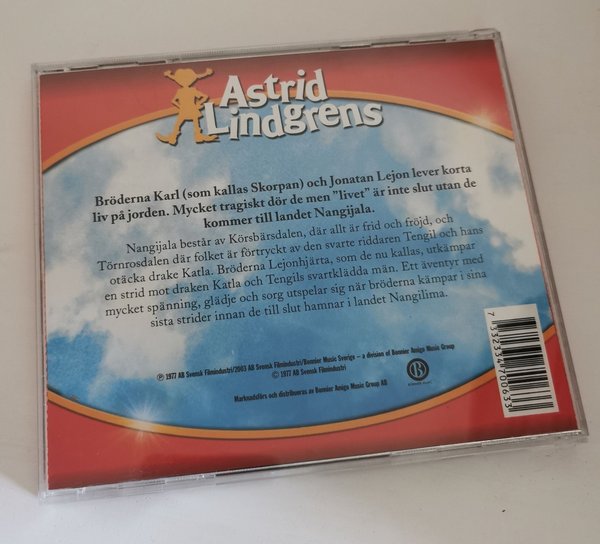 Astrid
Lindgrens
Bröderna Karl (som kallas Skorpan) och Jonatan Lejon lever korta
liv på jorden. Mycket tragiskt dör de men "livet" är inte slut utan de
kommer till landet Nangijala.
Nangijala består av Körsbärsdalen, där allt är frid och fröjd, och
Törnrosdalen där folket är förtryckt av den svarte riddaren Tengil och hans
otäcka drake Katla. Bröderna Lejonhjärta, som de nu kallas, utkämpar
en strid mot draken Katla och Tengils svartklädda män. Ett äventyr med
mycket spänning, glädje och sorg utspelar sig när bröderna kämpar i sina
sista strider innan de till slut hamnar i landet Nangilima.
℗ 1977 AB Svensk Filmindustri/2003 AB Svensk Filmindustri/Bonnier Music Sverige – a division of Bonnier Amigo Music Group
© 1977 AB Svensk Filmindustri
Marknadsförs och distribueras av Bonnier Amigo Music Group AB
B
7 332334 700633